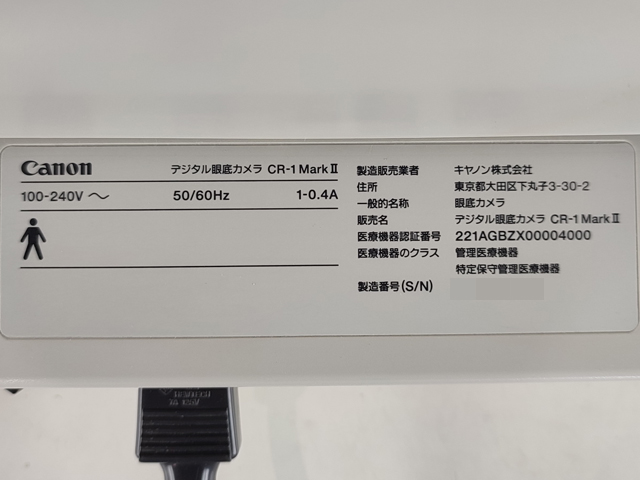 Canon デジタル眼底カメラ CR-1 Mark II
100-240V ～ 50/60Hz 1-0.4A
製造販売業者 キヤノン株式会社
住所 東京都大田区下丸子3-30-2
一般的名称 眼底カメラ
販売名 デジタル眼底カメラ CR-1 Mark II
医療機器認証番号 221AGBZX00004000
医療機器のクラス 管理医療機器
特定保守管理医療機器
製造番号(S/N)